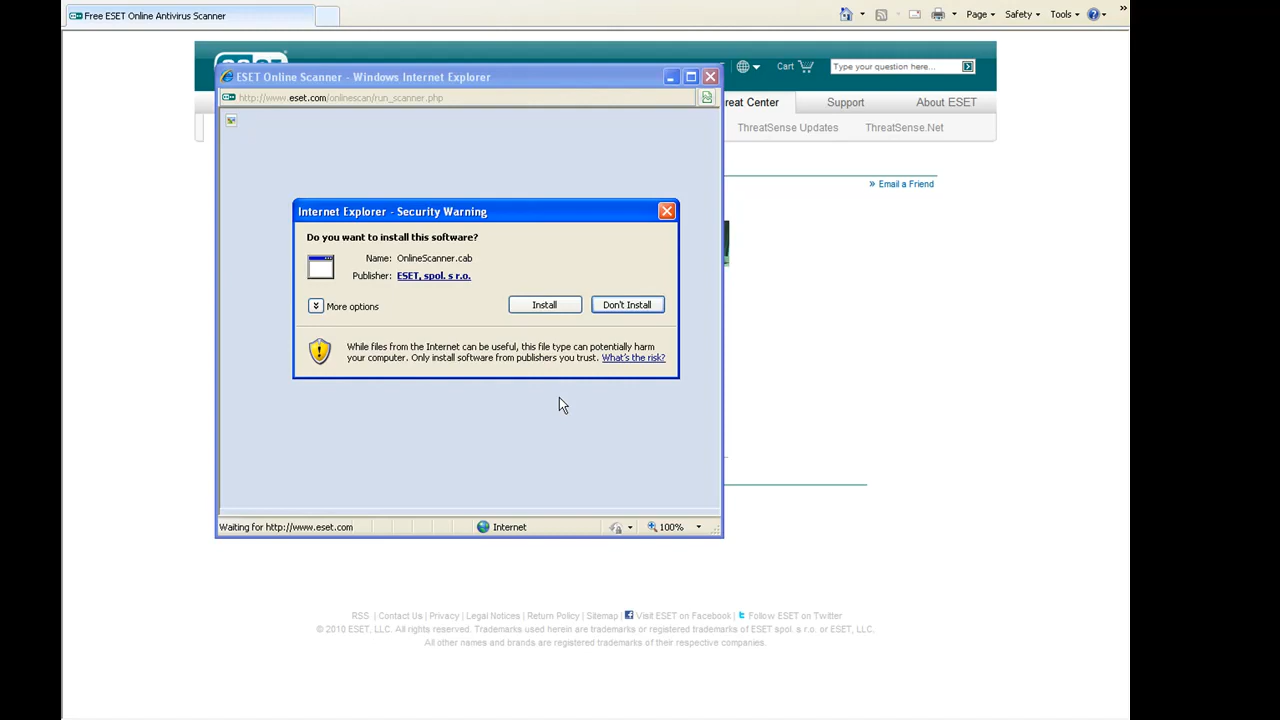 Free ESET Online Antivirus Scanner
Page
Safety
Tools
Cart
Type your question here...
ESET Online Scanner - Windows Internet Explorer
http://www.eset.com/onlinescan/run_scanner.php
Support
About ESET
ThreatSense Updates
ThreatSense.Net
» Email a Friend
Internet Explorer - Security Warning
Do you want to install this software?
Name: OnlineScanner.cab
Publisher: ESET, spol. s r.o.
More options
Install
Don't Install
While files from the Internet can be useful, this file type can potentially harm
your computer. Only install software from publishers you trust. What's the risk?
Waiting for http://www.eset.com
Internet
100%
RSS | Contact Us | Privacy | Legal Notices | Return Policy | Sitemap | Visit ESET on Facebook | Follow ESET on Twitter
© 2010 ESET, LLC. All rights reserved. Trademarks used herein are trademarks or registered trademarks of ESET spol. s r.o. or ESET, LLC.
All other names and brands are registered trademarks of their respective companies.